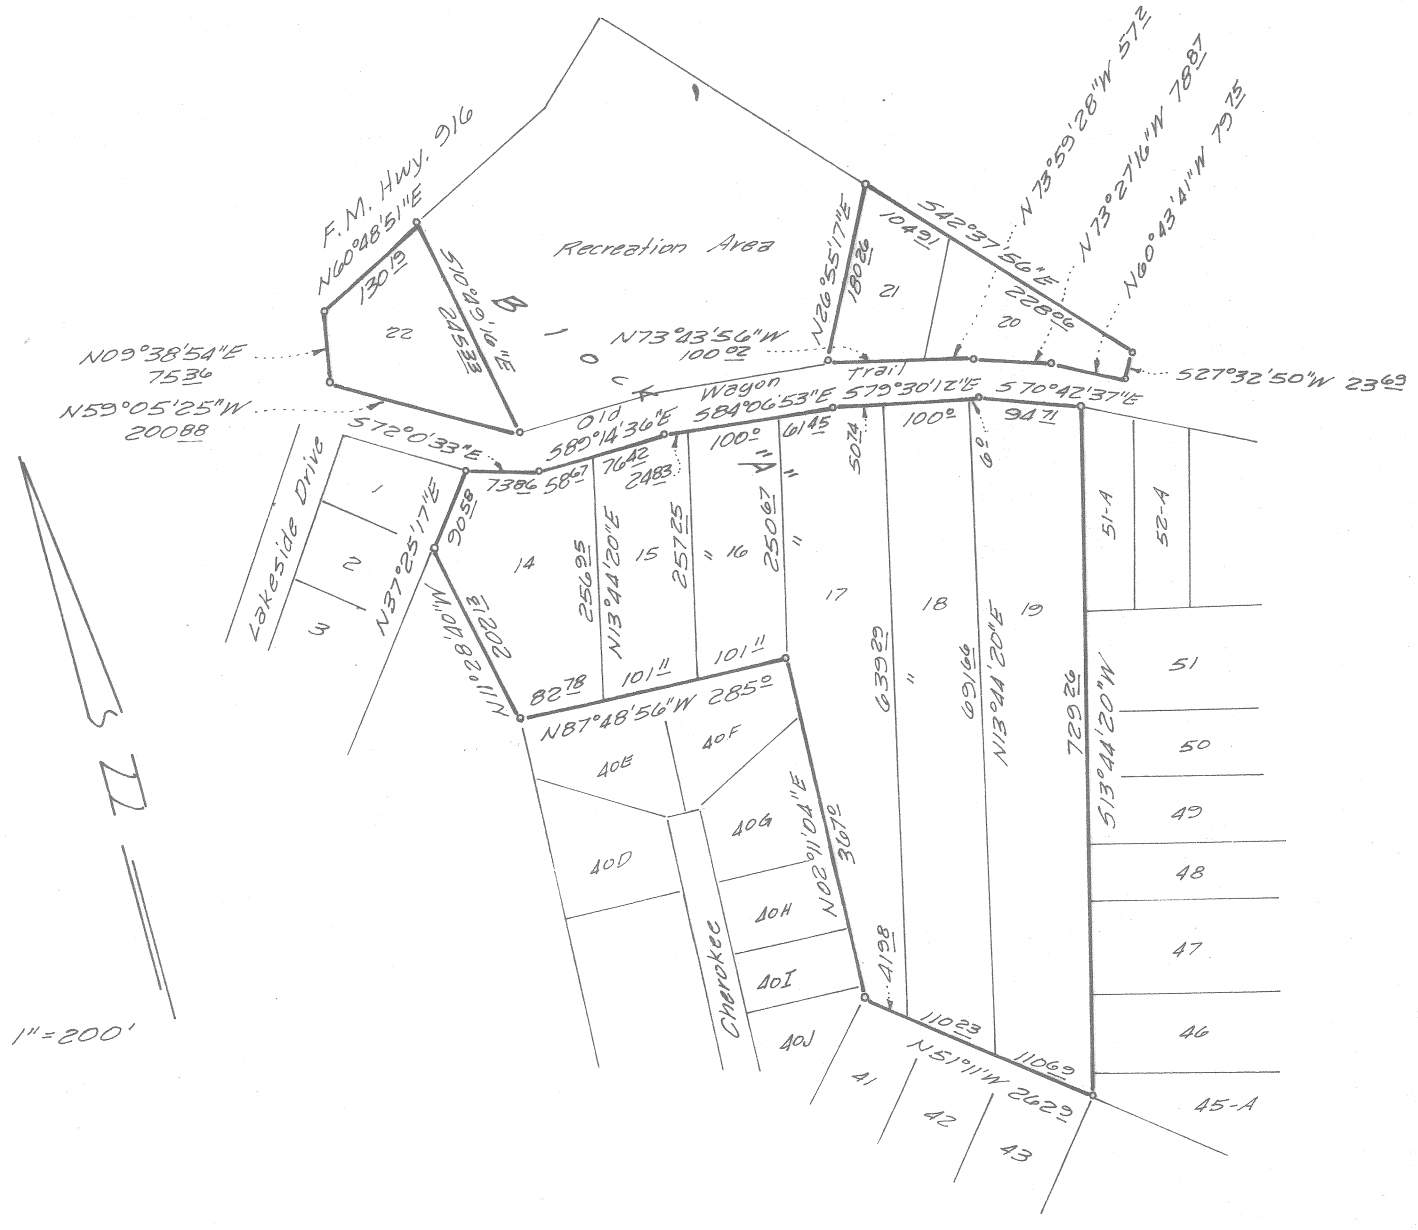 F.M. Hwy. 916
N60°48'51"E
130.19
22
S10°49'16"E
245.33
N09°38'54"E
75.36
N59°05'25"W
200.88
Recreation Area
Block
"A"
N26°55'17"E
180.26
104.91
S42°37'56"E
228.06
21
20
N73°59'28"W 57.2
N73°27'16"W 78.87
N60°43'41"W 79.75
N73°43'56"W
100.02
S27°32'50"W 23.69
Old Wagon Trail
S72°0'33"E
S89°14'36"E
S84°06'53"E
S79°30'12"E
S70°42'37"E
73.86
58.67
76.42
24.83
100.0
61.45
50.74
100.0
6.0
94.71
Lakeside Drive
1
2
3
N37°25'17"E
90.58
N11°28'40"W
202.13
14
256.95
N13°44'20"E
15
257.25
"
16
250.67
"
17
639.29
"
18
691.66
N13°44'20"E
19
729.26
S13°44'20"W
82.78
101.11
101.11
N87°48'56"W 285.0
N02°11'04"E
367.0
41.98
110.23
110.69
N51°11'W 262.9
40E
40F
40D
40G
40H
40I
40J
Cherokee
41
42
43
51-A
52-A
51
50
49
48
47
46
45-A
N
1"=200'